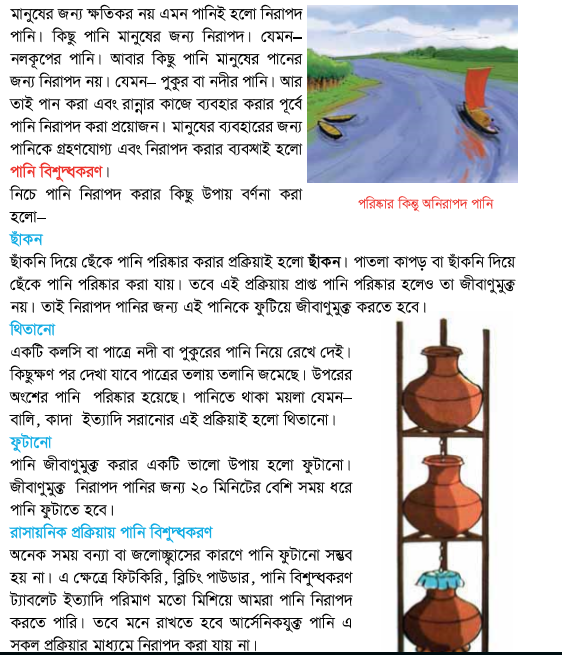 মানুষের জন্য ক্ষতিকর নয় এমন পানিই হলো নিরাপদ
পানি। কিছু পানি মানুষের জন্য নিরাপদ। যেমন–
নলকূপের পানি। আবার কিছু পানি মানুষের পানের
জন্য নিরাপদ নয়। যেমন– পুকুর বা নদীর পানি। আর
তাই পান করা এবং রান্নার কাজে ব্যবহার করার পূর্বে
পানি নিরাপদ করা প্রয়োজন। মানুষের ব্যবহারের জন্য
পানিকে গ্রহণযোগ্য এবং নিরাপদ করার ব্যবস্থাই হলো
পানি বিশুদ্ধকরণ।
নিচে পানি নিরাপদ করার কিছু উপায় বর্ণনা করা
হলো–
পরিষ্কার কিন্তু অনিরাপদ পানি
ছাঁকন
ছাঁকনি দিয়ে ছেঁকে পানি পরিষ্কার করার প্রক্রিয়াই হলো ছাঁকন। পাতলা কাপড় বা ছাঁকনি দিয়ে
ছেঁকে পানি পরিষ্কার করা যায়। তবে এই প্রক্রিয়ায় প্রাপ্ত পানি পরিষ্কার হলেও তা জীবাণুমুক্ত
নয়। তাই নিরাপদ পানির জন্য এই পানিকে ফুটিয়ে জীবাণুমুক্ত করতে হবে।
থিতানো
একটি কলসি বা পাত্রে নদী বা পুকুরের পানি নিয়ে রেখে দেই।
কিছুক্ষণ পর দেখা যাবে পাত্রের তলায় তলানি জমেছে। উপরের
অংশের পানি পরিষ্কার হয়েছে। পানিতে থাকা ময়লা যেমন–
বালি, কাদা ইত্যাদি সরানোর এই প্রক্রিয়াই হলো থিতানো।
ফুটানো
পানি জীবাণুমুক্ত করার একটি ভালো উপায় হলো ফুটানো।
জীবাণুমুক্ত নিরাপদ পানির জন্য ২০ মিনিটের বেশি সময় ধরে
পানি ফুটাতে হবে।
রাসায়নিক প্রক্রিয়ায় পানি বিশুদ্ধকরণ
অনেক সময় বন্যা বা জলোচ্ছ্বাসের কারণে পানি ফুটানো সম্ভব
হয় না। এ ক্ষেত্রে ফিটকিরি, ব্লিচিং পাউডার, পানি বিশুদ্ধকরণ
ট্যাবলেট ইত্যাদি পরিমাণ মতো মিশিয়ে আমরা পানি নিরাপদ
করতে পারি। তবে মনে রাখতে হবে আর্সেনিকযুক্ত পানি এ
সকল প্রক্রিয়ার মাধ্যমে নিরাপদ করা যায় না।